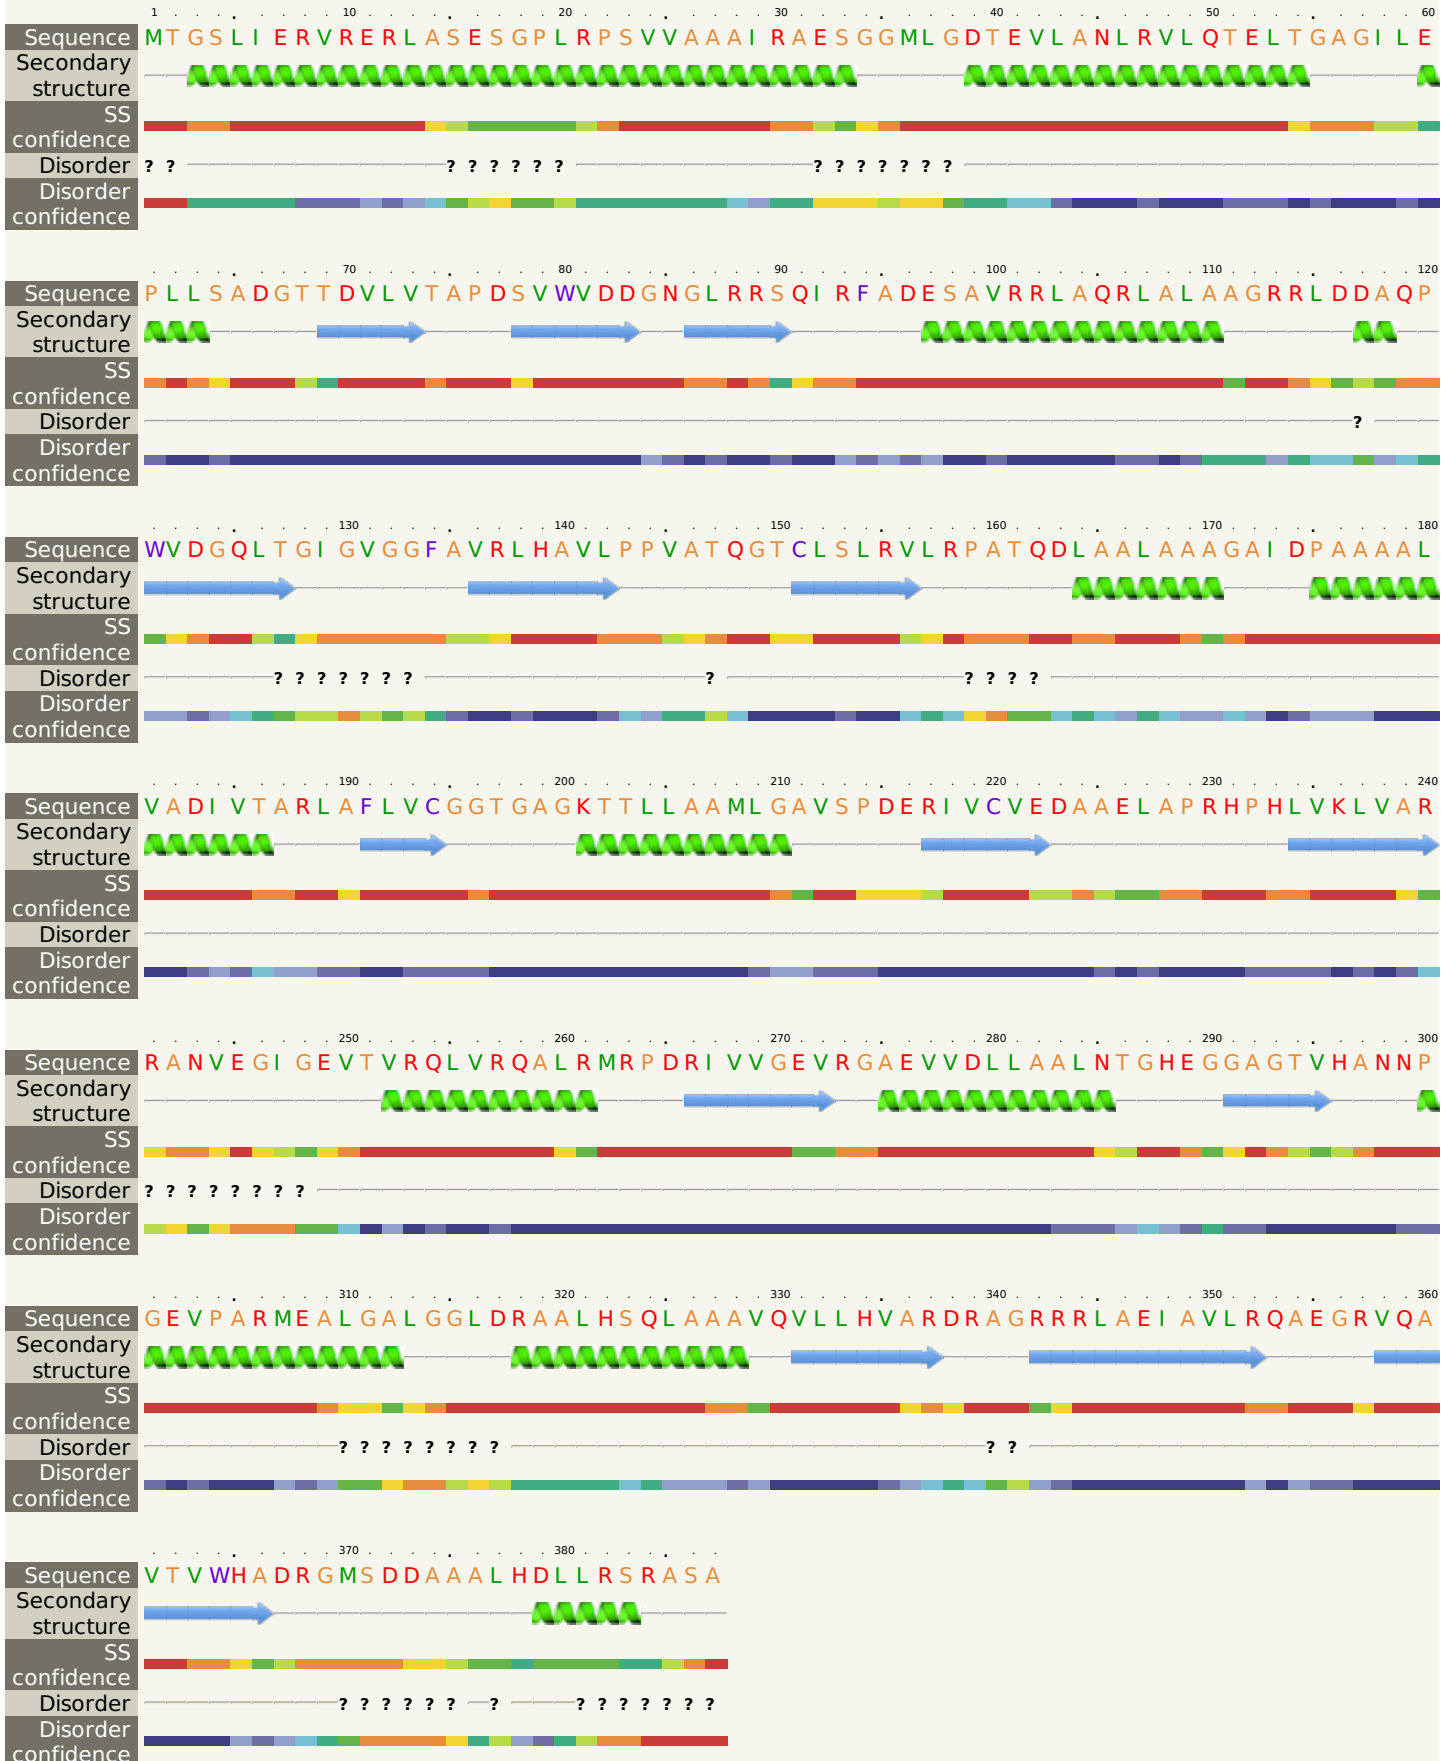 1 10 20 30 40 50 60
Sequence MTGSLIERVRERLASESGPLRPSVVAAAIRAESGGMLGDTEVLANLRVLQTELTGAGILE
Secondary
structure
SS
confidence
Disorder ? ? ? ? ? ? ? ? ? ? ? ? ? ? ?
Disorder
confidence
70 80 90 100 110 120
Sequence PLLSADGTTDVLVTAPDSVWVDDGNGLRRSQIRFADESAVRRLAQRLALAAGRRLDDAQP
Secondary
structure
SS
confidence
Disorder ?
Disorder
confidence
130 140 150 160 170 180
Sequence WVDGQLTGIGVGGFAVRLHAVLPPVATQGTCLSLRVLRPATQDLAALAAAGAIDPAAAAL
Secondary
structure
SS
confidence
Disorder ? ? ? ? ? ? ? ? ? ? ? ?
Disorder
confidence
190 200 210 220 230 240
Sequence VADIVTARLAFLVCGGTGAGKTTLLAAMLGAVSPDERIVCVEDAAELAPRHPHLVKLVAR
Secondary
structure
SS
confidence
Disorder
Disorder
confidence
250 260 270 280 290 300
Sequence RANVEGIGEVTVRQLVRQALRMRPDRIVVGEVRGAEVVDLLAALNTGHEGGAGTVHANNP
Secondary
structure
SS
confidence
Disorder ? ? ? ? ? ? ? ?
Disorder
confidence
310 320 330 340 350 360
Sequence GEVPARMEALGALGGLDRAALHSQLAAAVQVLLHVARDRAGRRRLAEIAVLRQAEGRVQA
Secondary
structure
SS
confidence
Disorder ? ? ? ? ? ? ? ? ? ?
Disorder
confidence
370 380
Sequence VTVWHADRGMSDDAAALHDLLRSRASA
Secondary
structure
SS
confidence
Disorder ? ? ? ? ? ? ? ? ? ? ? ? ? ?
Disorder
confidence